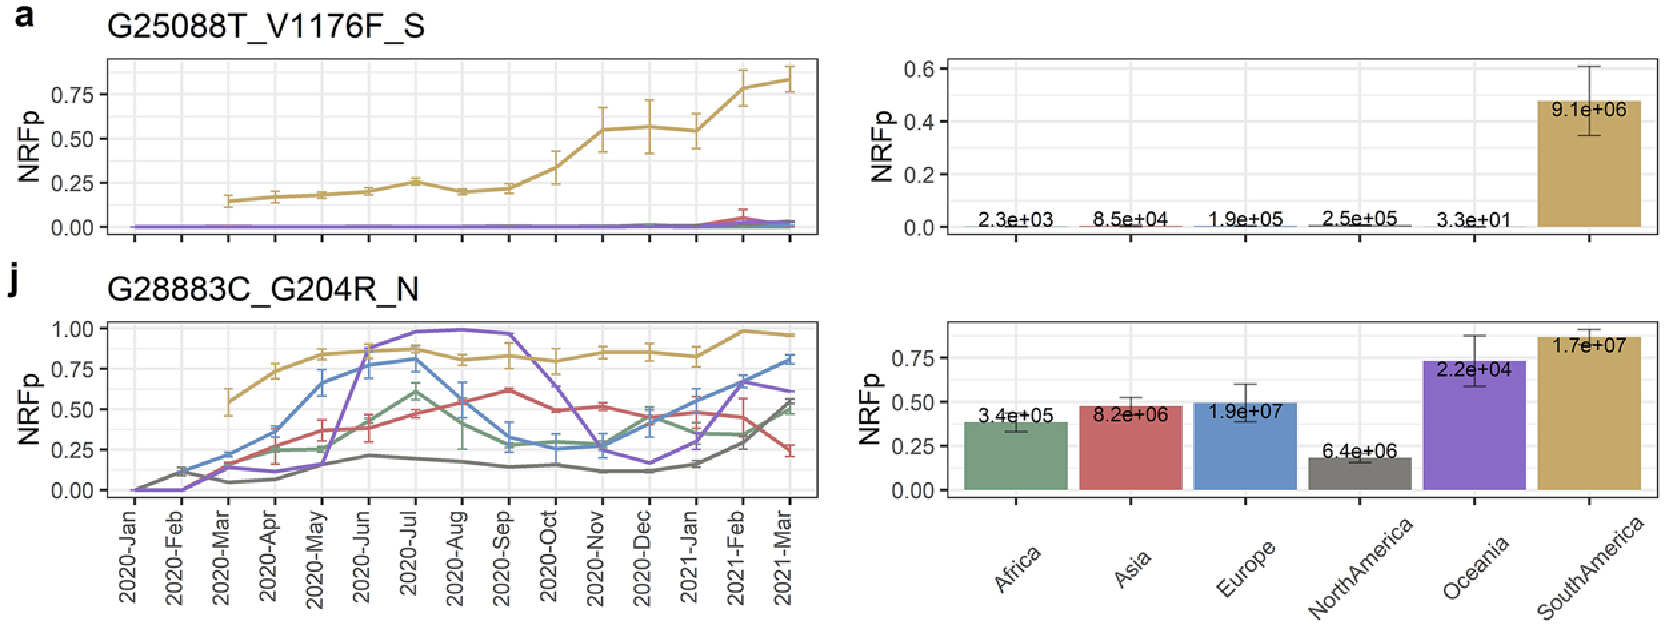 a
G25088T_V1176F_S
NRFp
0.75
0.50
0.25
0.00
NRFp
0.6
0.4
0.2
0.0
2.3e+03
8.5e+04
1.9e+05
2.5e+05
3.3e+01
9.1e+06
j
G28883C_G204R_N
NRFp
1.00
0.75
0.50
0.25
0.00
2020-Jan
2020-Feb
2020-Mar
2020-Apr
2020-May
2020-Jun
2020-Jul
2020-Aug
2020-Sep
2020-Oct
2020-Nov
2020-Dec
2021-Jan
2021-Feb
2021-Mar
NRFp
0.75
0.50
0.25
0.00
3.4e+05
8.2e+06
1.9e+07
6.4e+06
2.2e+04
1.7e+07
Africa
Asia
Europe
NorthAmerica
Oceania
SouthAmerica